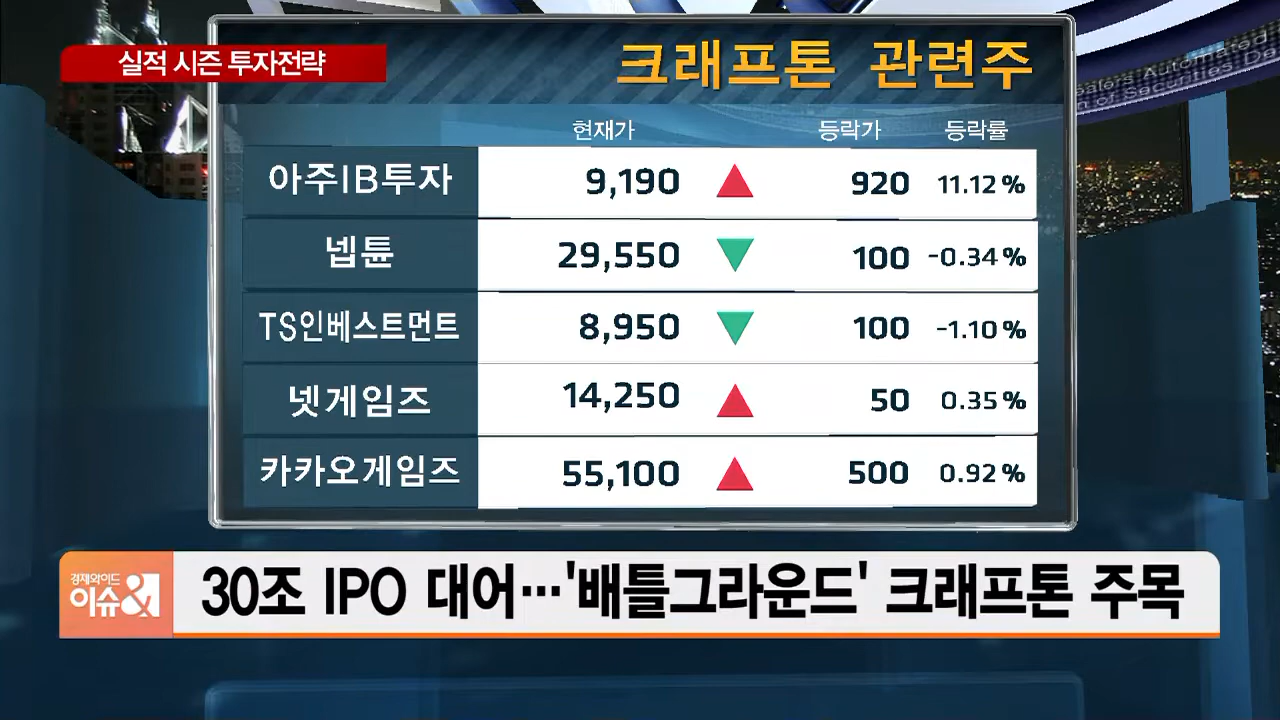 실적 시즌 투자전략
크래프톤 관련주
현재가 등락가 등락률
아주IB투자 9,190 ▲ 920 11.12 %
넵튠 29,550 ▼ 100 -0.34 %
TS인베스트먼트 8,950 ▼ 100 -1.10 %
넷게임즈 14,250 ▲ 50 0.35 %
카카오게임즈 55,100 ▲ 500 0.92 %
경제와이드
이슈&
30조 IPO 대어…'배틀그라운드' 크래프톤 주목